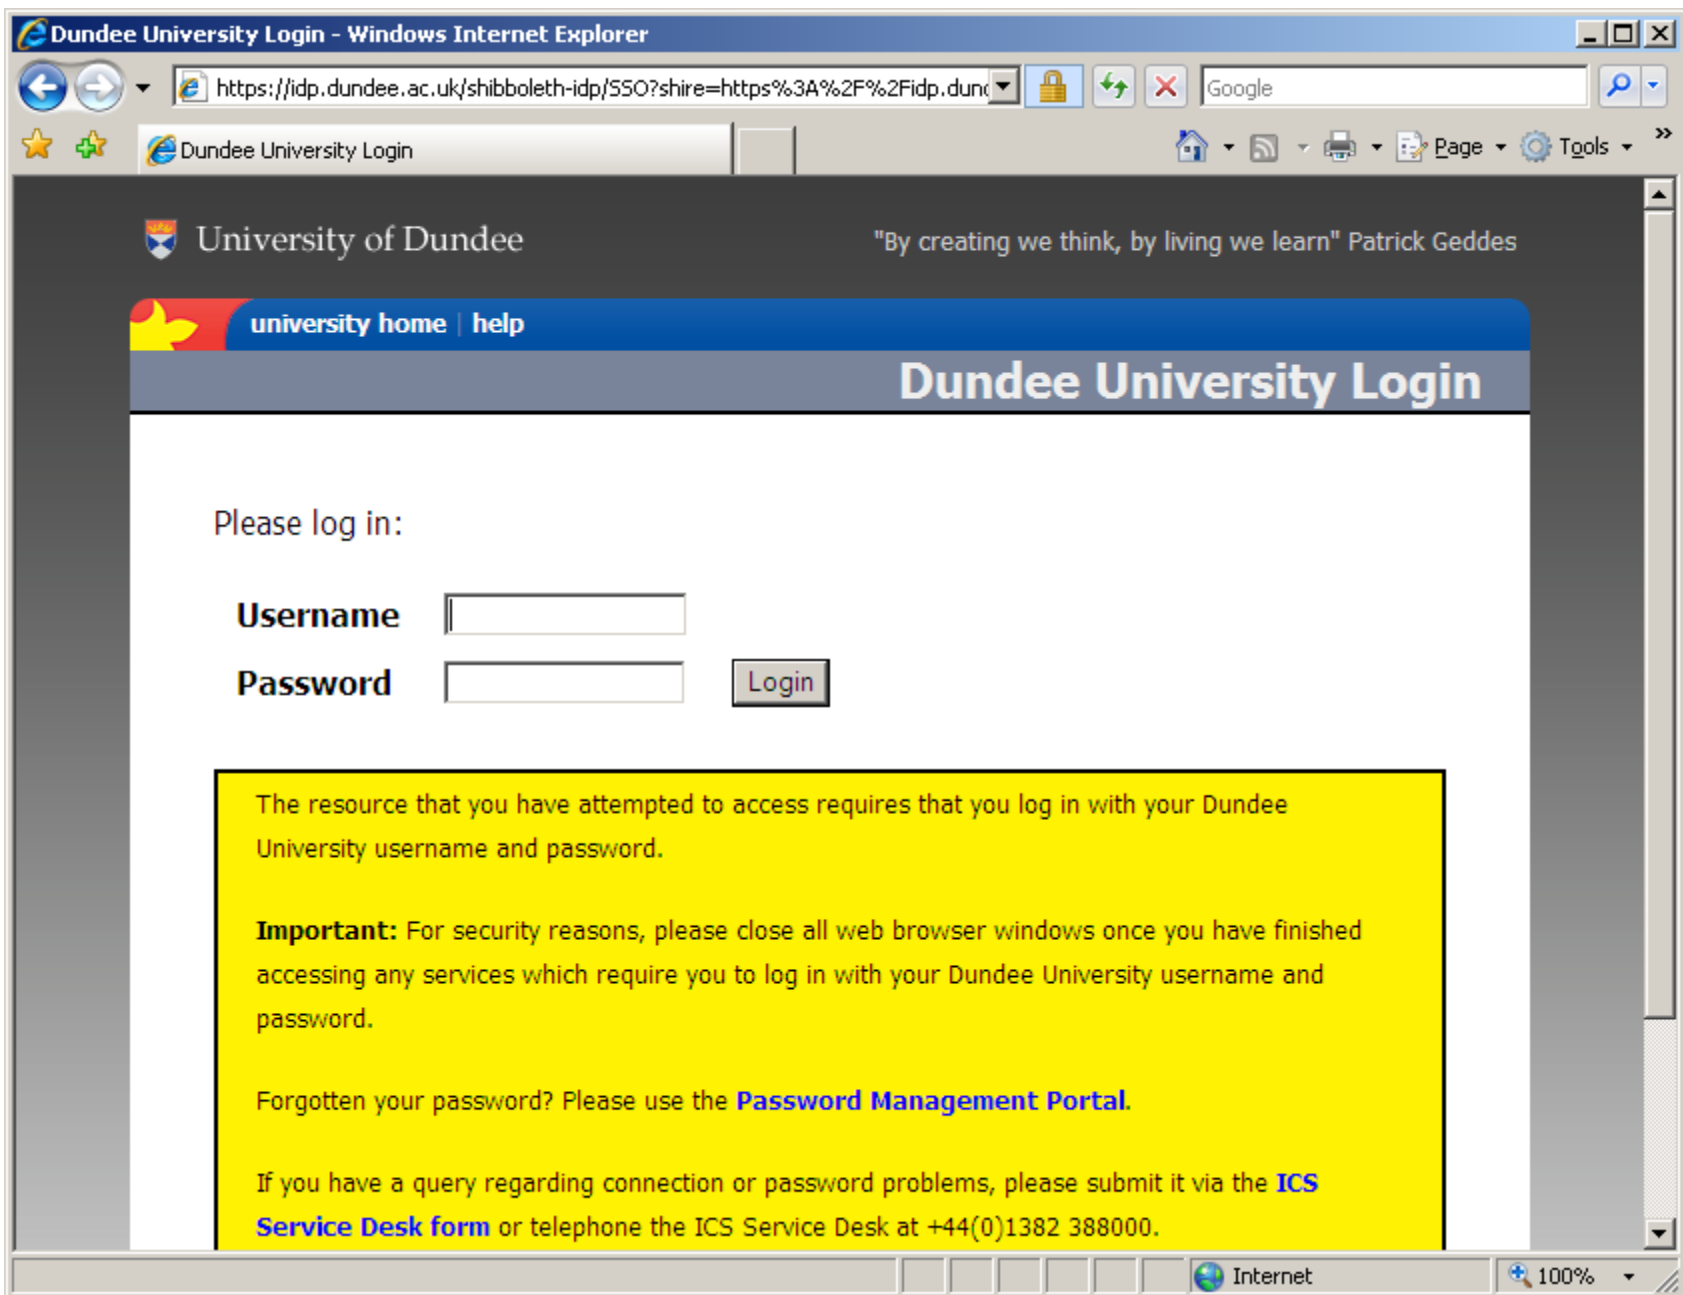 Dundee University Login - Windows Internet Explorer
https://idp.dundee.ac.uk/shibboleth-idp/SSO?shire=https%3A%2F%2Fidp.dund
Google
Dundee University Login
Page
Tools
»
University of Dundee
"By creating we think, by living we learn" Patrick Geddes
university home | help
Dundee University Login
Please log in:
Username
Password
Login
The resource that you have attempted to access requires that you log in with your Dundee
University username and password.
Important: For security reasons, please close all web browser windows once you have finished
accessing any services which require you to log in with your Dundee University username and
password.
Forgotten your password? Please use the Password Management Portal.
If you have a query regarding connection or password problems, please submit it via the ICS
Service Desk form or telephone the ICS Service Desk at +44(0)1382 388000.
Internet
100%